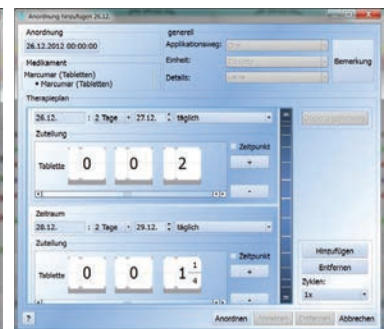 Anordnung hinzufügen 26.12.
Anordnung
26.12.2012 00:00:00
Medikament
Marcumar (Tabletten)
• Marcumar (Tabletten)
generell
Applikationsweg:
Einheit:
Details:
Bemerkung
Therapieplan
26.12. : 2 Tage - 27.12. täglich
Zuteilung
Tablette 0 0 2
Zeitpunkt
+
-
Zeitraum
28.12. : 2 Tage - 29.12. täglich
Zuteilung
Tablette 0 0 1 1/4
Zeitpunkt
+
-
Hinzufügen
Entfernen
Zyklen:
1x
?
Anordnen
Entfernen
Abbrechen